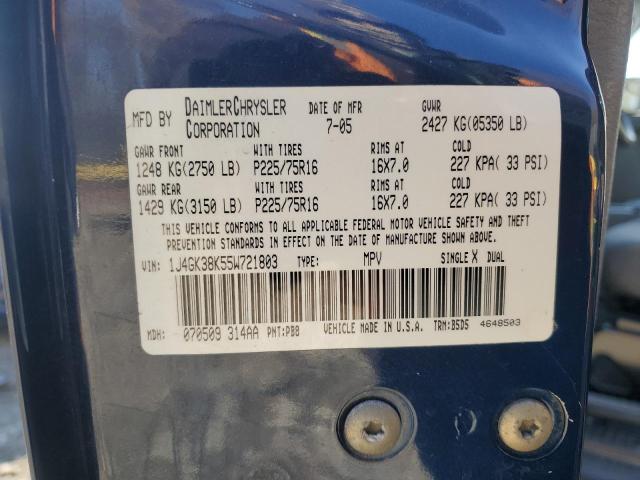 MFD BY DAIMLERCHRYSLER CORPORATION DATE OF MFR 7-05 GVWR 2427 KG(05350 LB)
GAWR FRONT WITH TIRES RIMS AT COLD
1248 KG(2750 LB) P225/75R16 16X7.0 227 KPA( 33 PSI)
GAWR REAR WITH TIRES RIMS AT COLD
1429 KG(3150 LB) P225/75R16 16X7.0 227 KPA( 33 PSI)
THIS VEHICLE CONFORMS TO ALL APPLICABLE FEDERAL MOTOR VEHICLE SAFETY AND THEFT
PREVENTION STANDARDS IN EFFECT ON THE DATE OF MANUFACTURE SHOWN ABOVE.
VIN: 1J4GK38K55W721803 TYPE: MPV SINGLE X DUAL
MDH: 070509 314AA PNT:PBB VEHICLE MADE IN U.S.A. TRM:B5D5 4648503